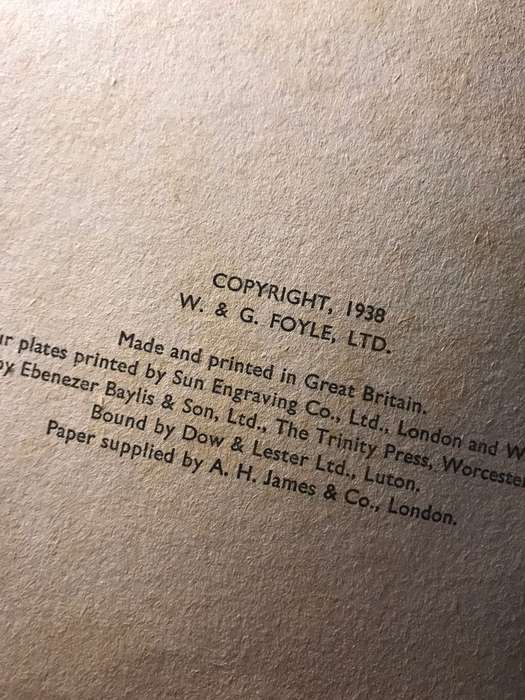 COPYRIGHT, 1938
W. & G. FOYLE, LTD.
Made and printed in Great Britain.
plates printed by Sun Engraving Co., Ltd., London and
Ebenezer Baylis & Son, Ltd., The Trinity Press, Worcester
Bound by Dow & Lester Ltd., Luton.
Paper supplied by A. H. James & Co., London.